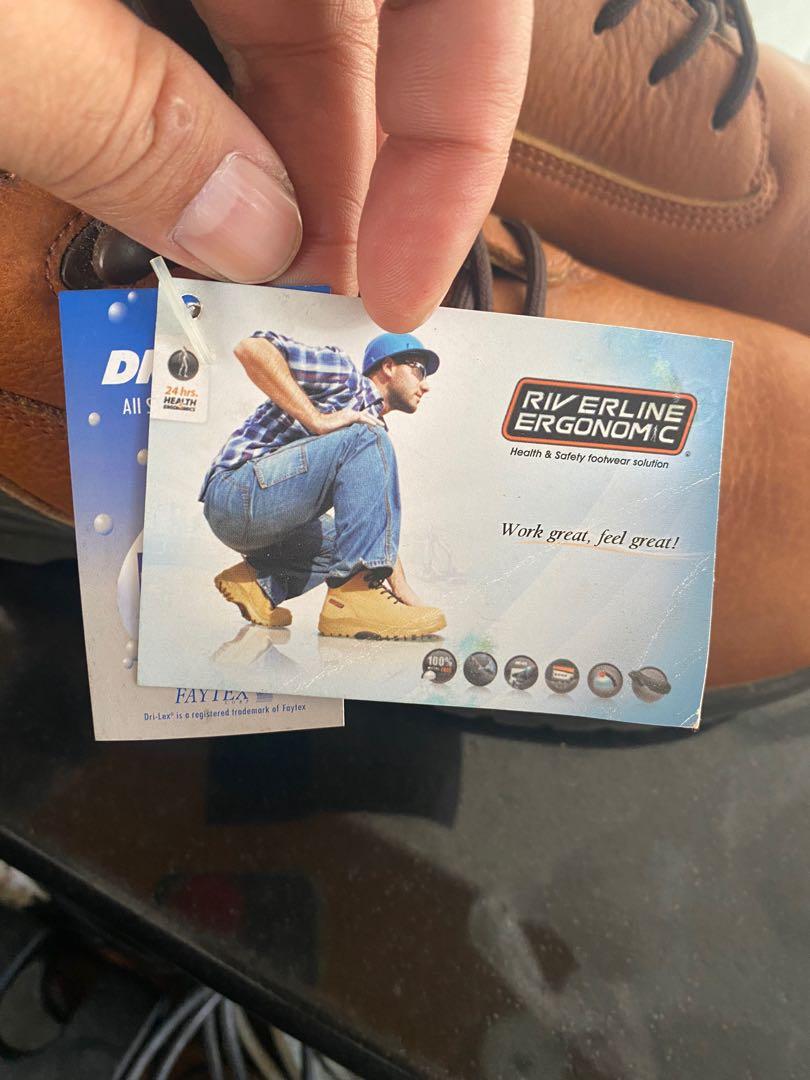 DR
All S
24 hrs.
HEALTH
ERGONOMICS
RIVERLINE
ERGONOMIC
Health & Safety footwear solution
Work great, feel great!
100%
FAYTEX
CORP
Dri-Lex® is a registered trademark of Faytex